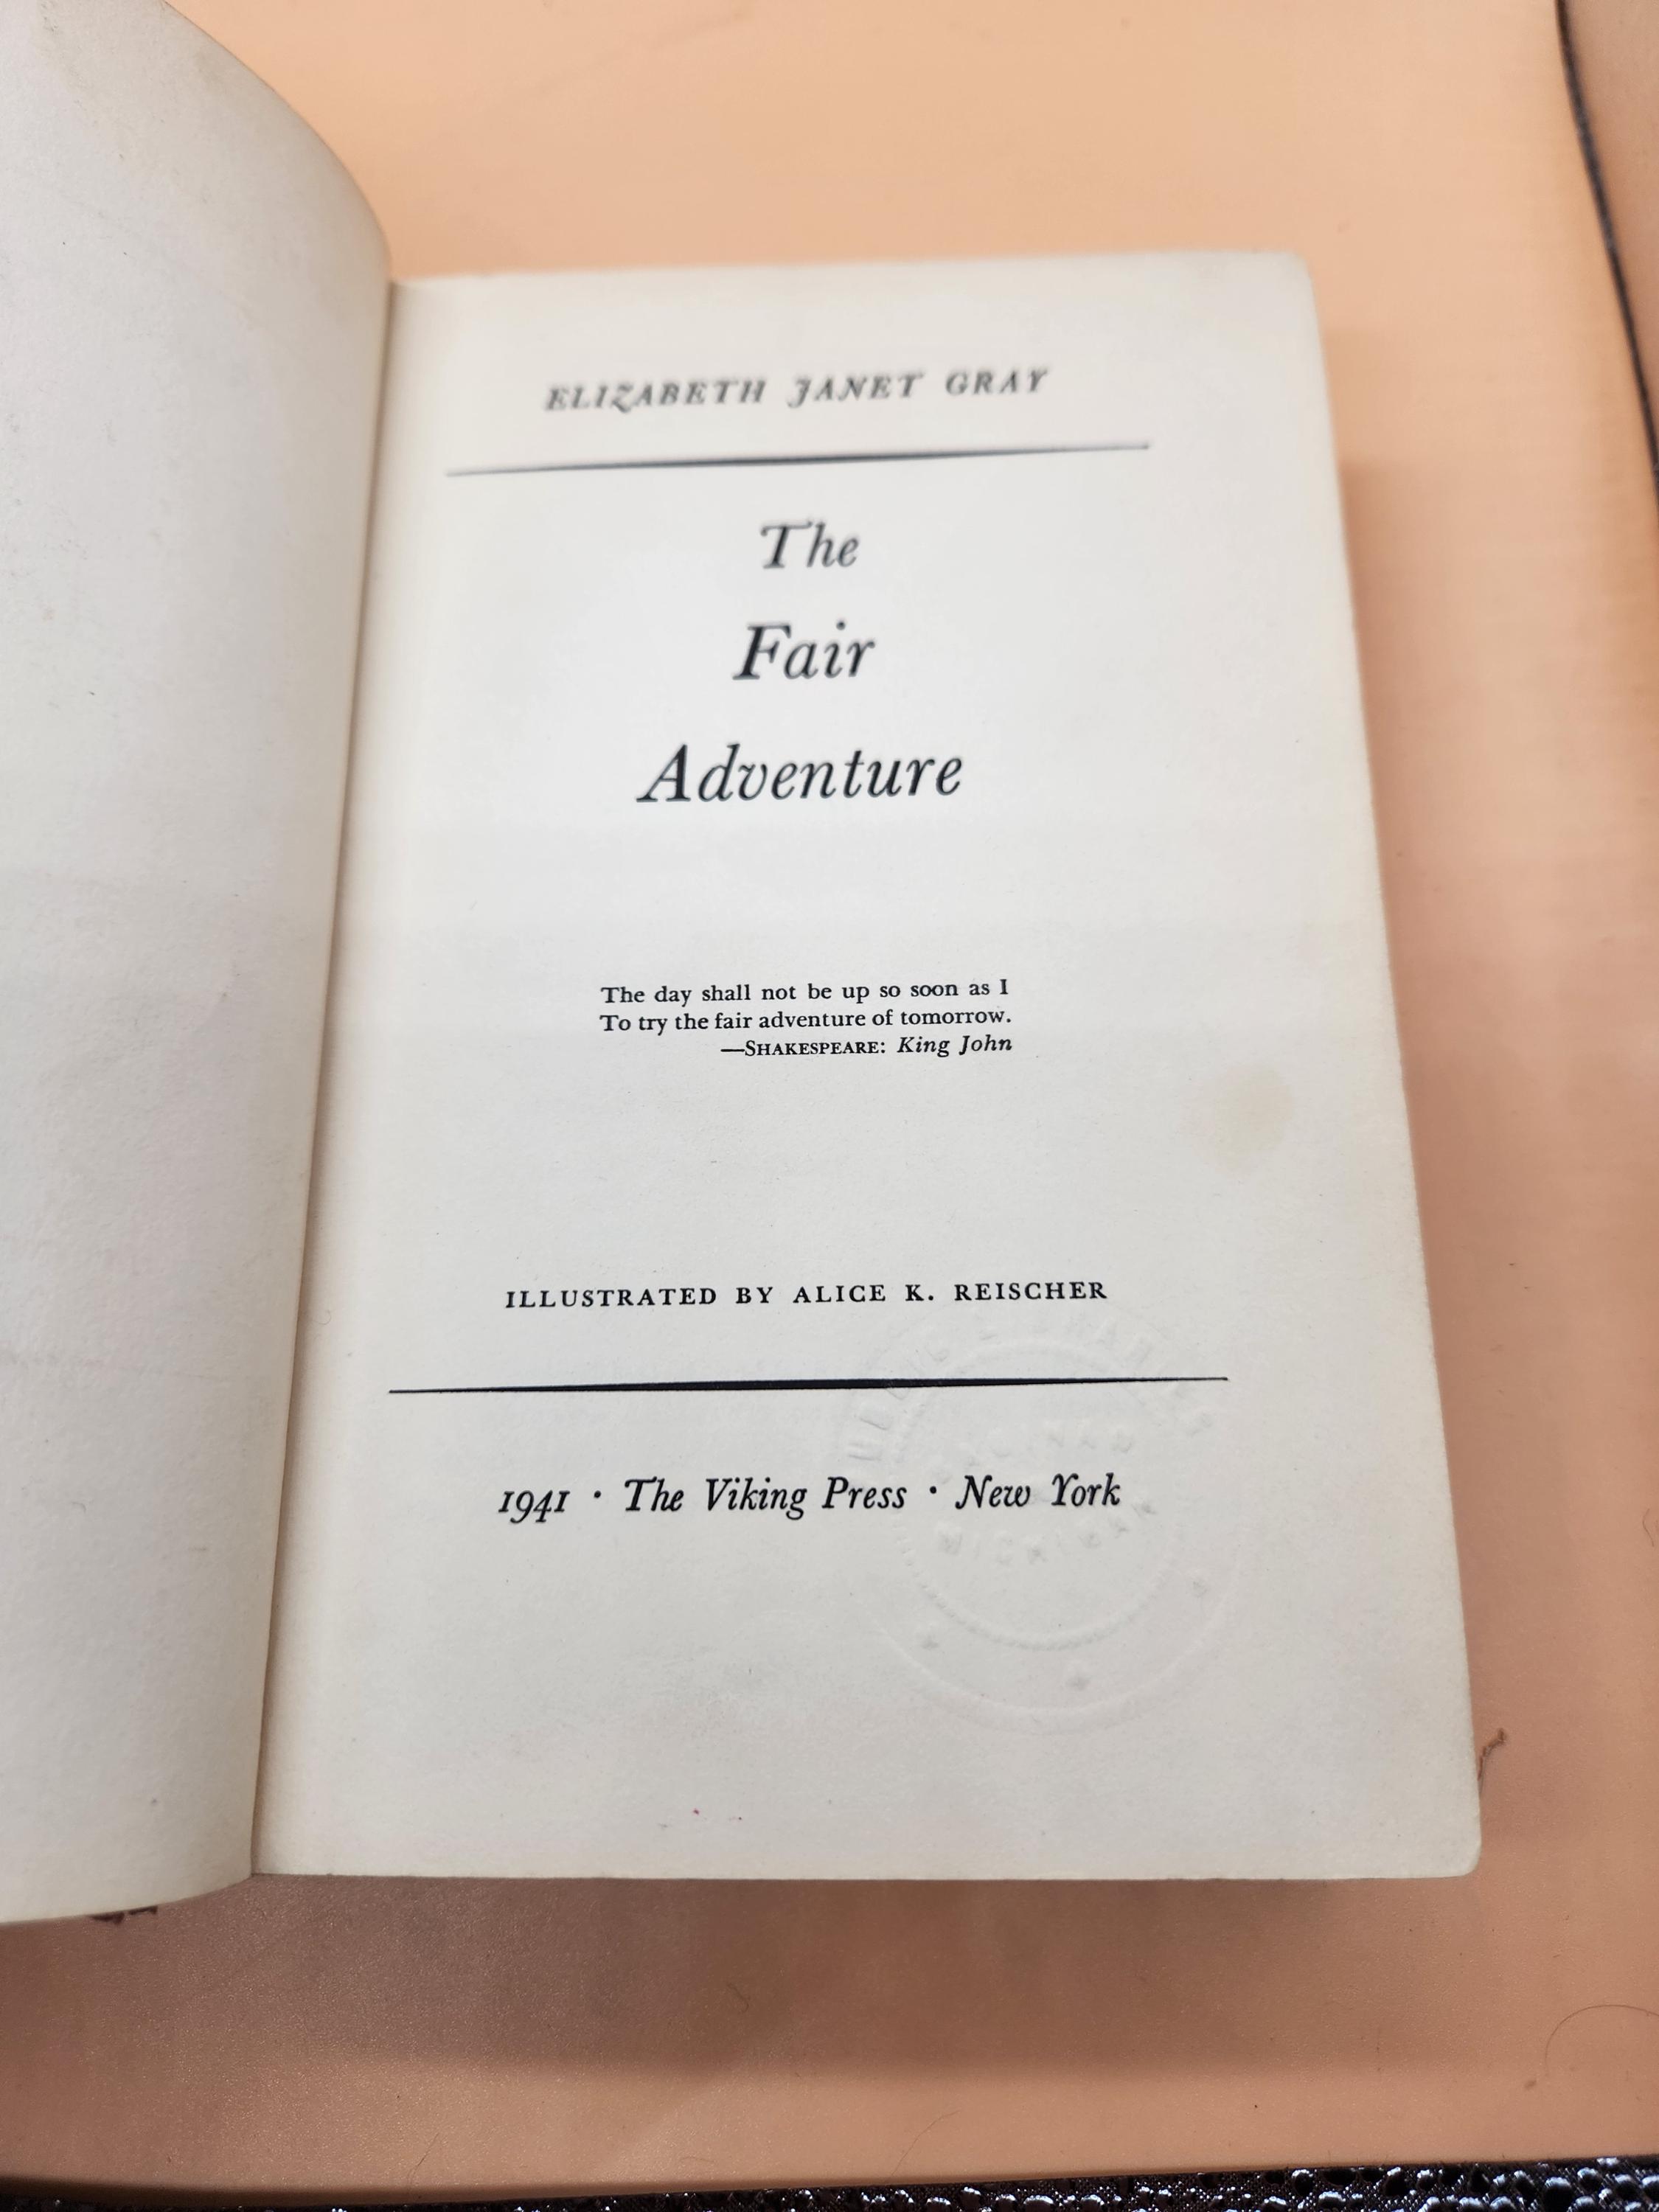 ELIZABETH JANET GRAY
The
Fair
Adventure
The day shall not be up so soon as I
To try the fair adventure of tomorrow.
—SHAKESPEARE: King John
ILLUSTRATED BY ALICE K. REISCHER
1941 · The Viking Press · New York
MICHIGAN